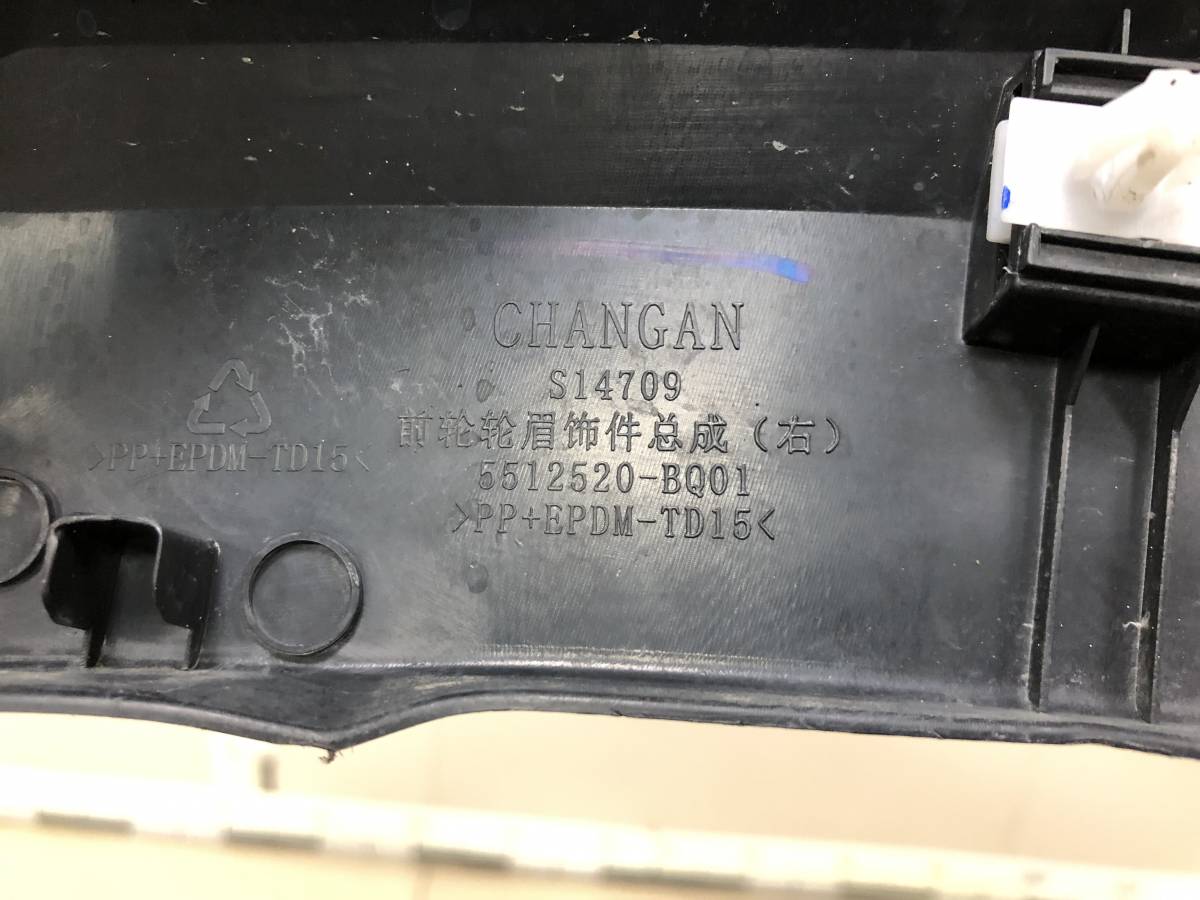 CHANGAN
S14709
前轮轮眉饰件总成（右）
5512520-BQ01
>PP+EPDM-TD15<
>PP+EPDM-TD15<